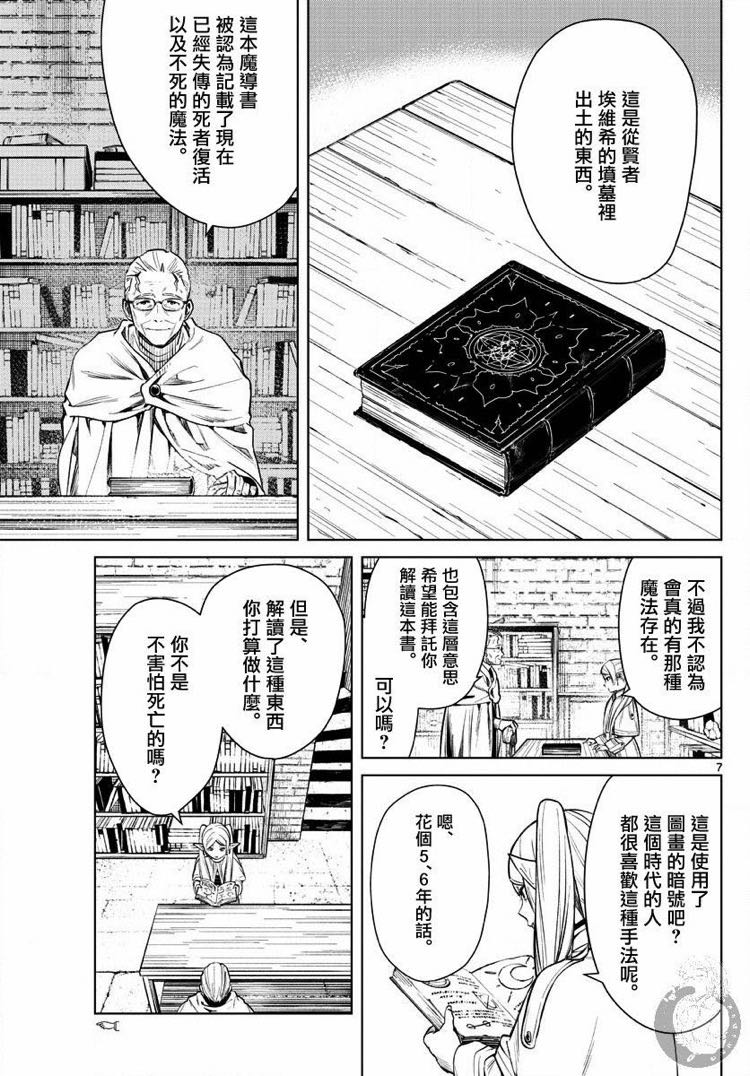 這是從賢者
埃維希的墳墓裡
出土的東西。
這本魔導書
被認為記載了現在
已經失傳的死者復活
以及不死的魔法。
不過我不認為
會真的有那種
魔法存在。
也包含這層意思
希望能拜託你
解讀這本書。
可以嗎?
7
這是使用了
圖畫的暗號吧?
這個時代的人
都很喜歡這種手法呢。
嗯、
花個5、6年的話。
但是、
解讀了這種東西
你打算做什麼。
你不是
不害怕死亡的嗎?